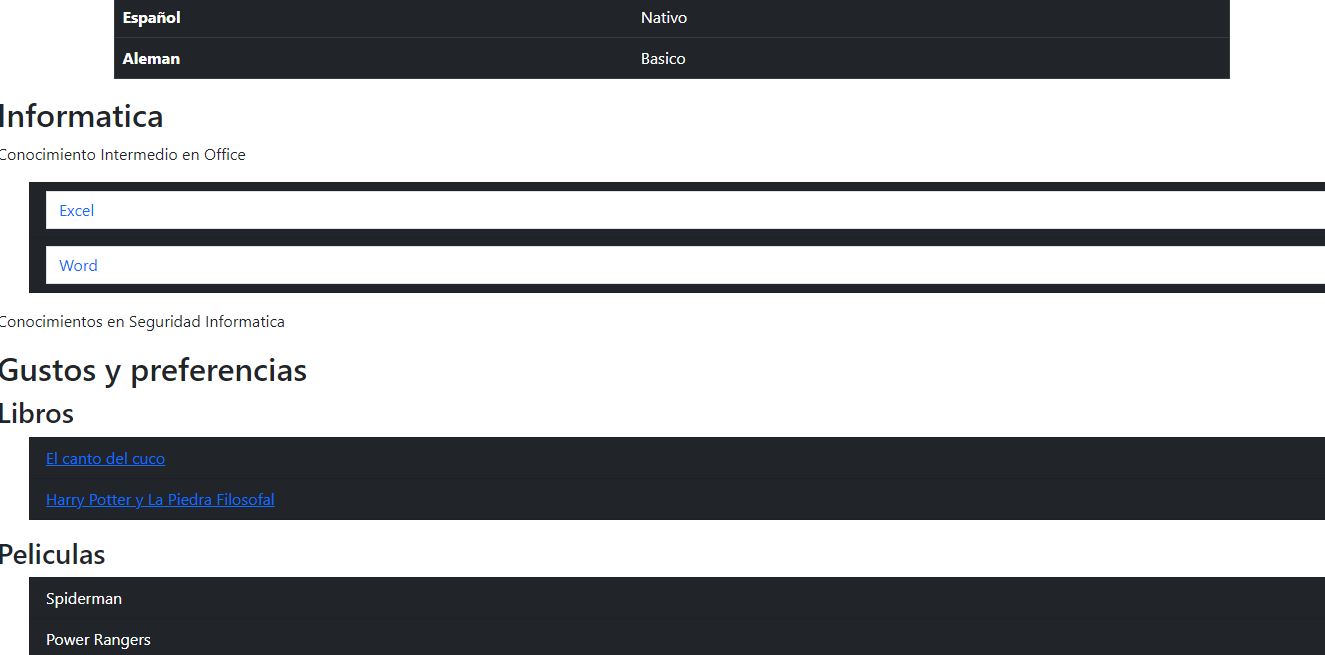 Español Nativo
Aleman Basico
Informatica
Conocimiento Intermedio en Office
Excel
Word
Conocimientos en Seguridad Informatica
Gustos y preferencias
Libros
El canto del cuco
Harry Potter y La Piedra Filosofal
Peliculas
Spiderman
Power Rangers